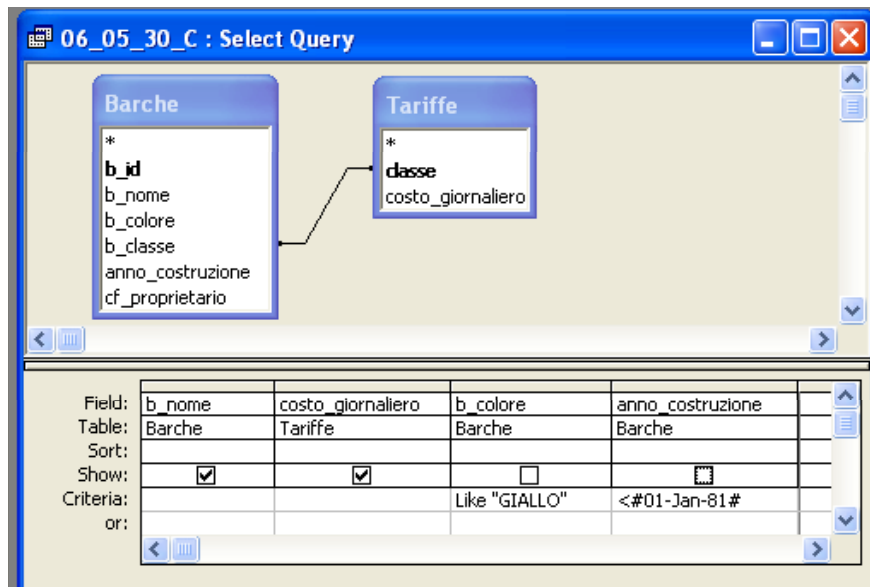 06_05_30_C : Select Query
Barche
*
b_id
b_nome
b_colore
b_classe
anno_costruzione
cf_proprietario
Tariffe
*
classe
costo_giornaliero
Field: b_nome costo_giornaliero b_colore anno_costruzione
Table: Barche Tariffe Barche Barche
Sort:
Show:
Criteria: Like "GIALLO" <#01-Jan-81#
or: